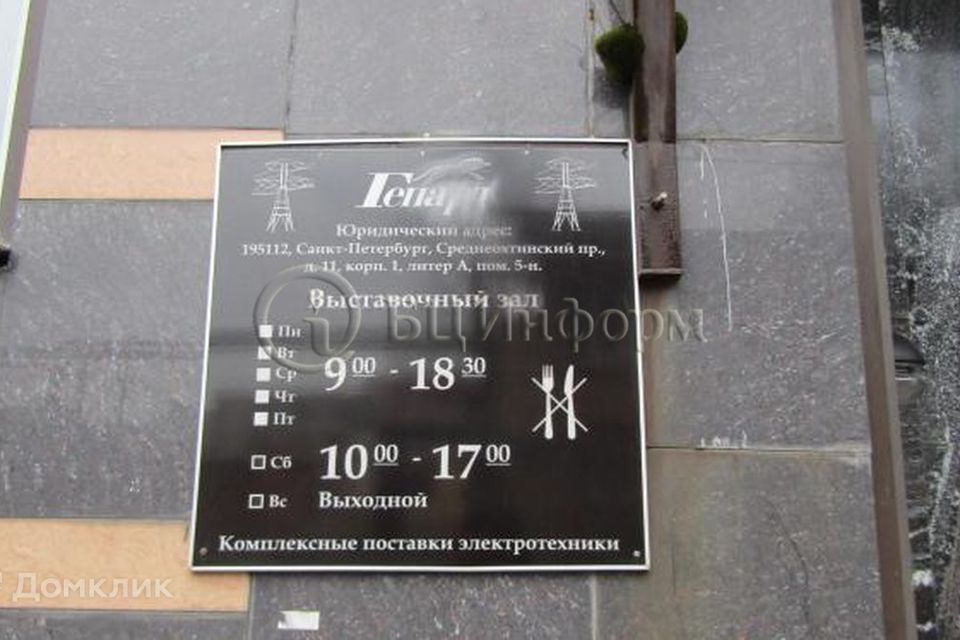 Гепард
Юридический адрес:
195112, Санкт-Петербург, Среднеохтинский пр.,
д. 11, корп. 1, литер А, пом. 5-н.
Выставочный зал
Пн
Вт
Ср
Чт
Пт
9 00 - 18 30
Сб 10 00 - 17 00
Вс Выходной
Комплексные поставки электротехники
БЦИнформ
Домклик